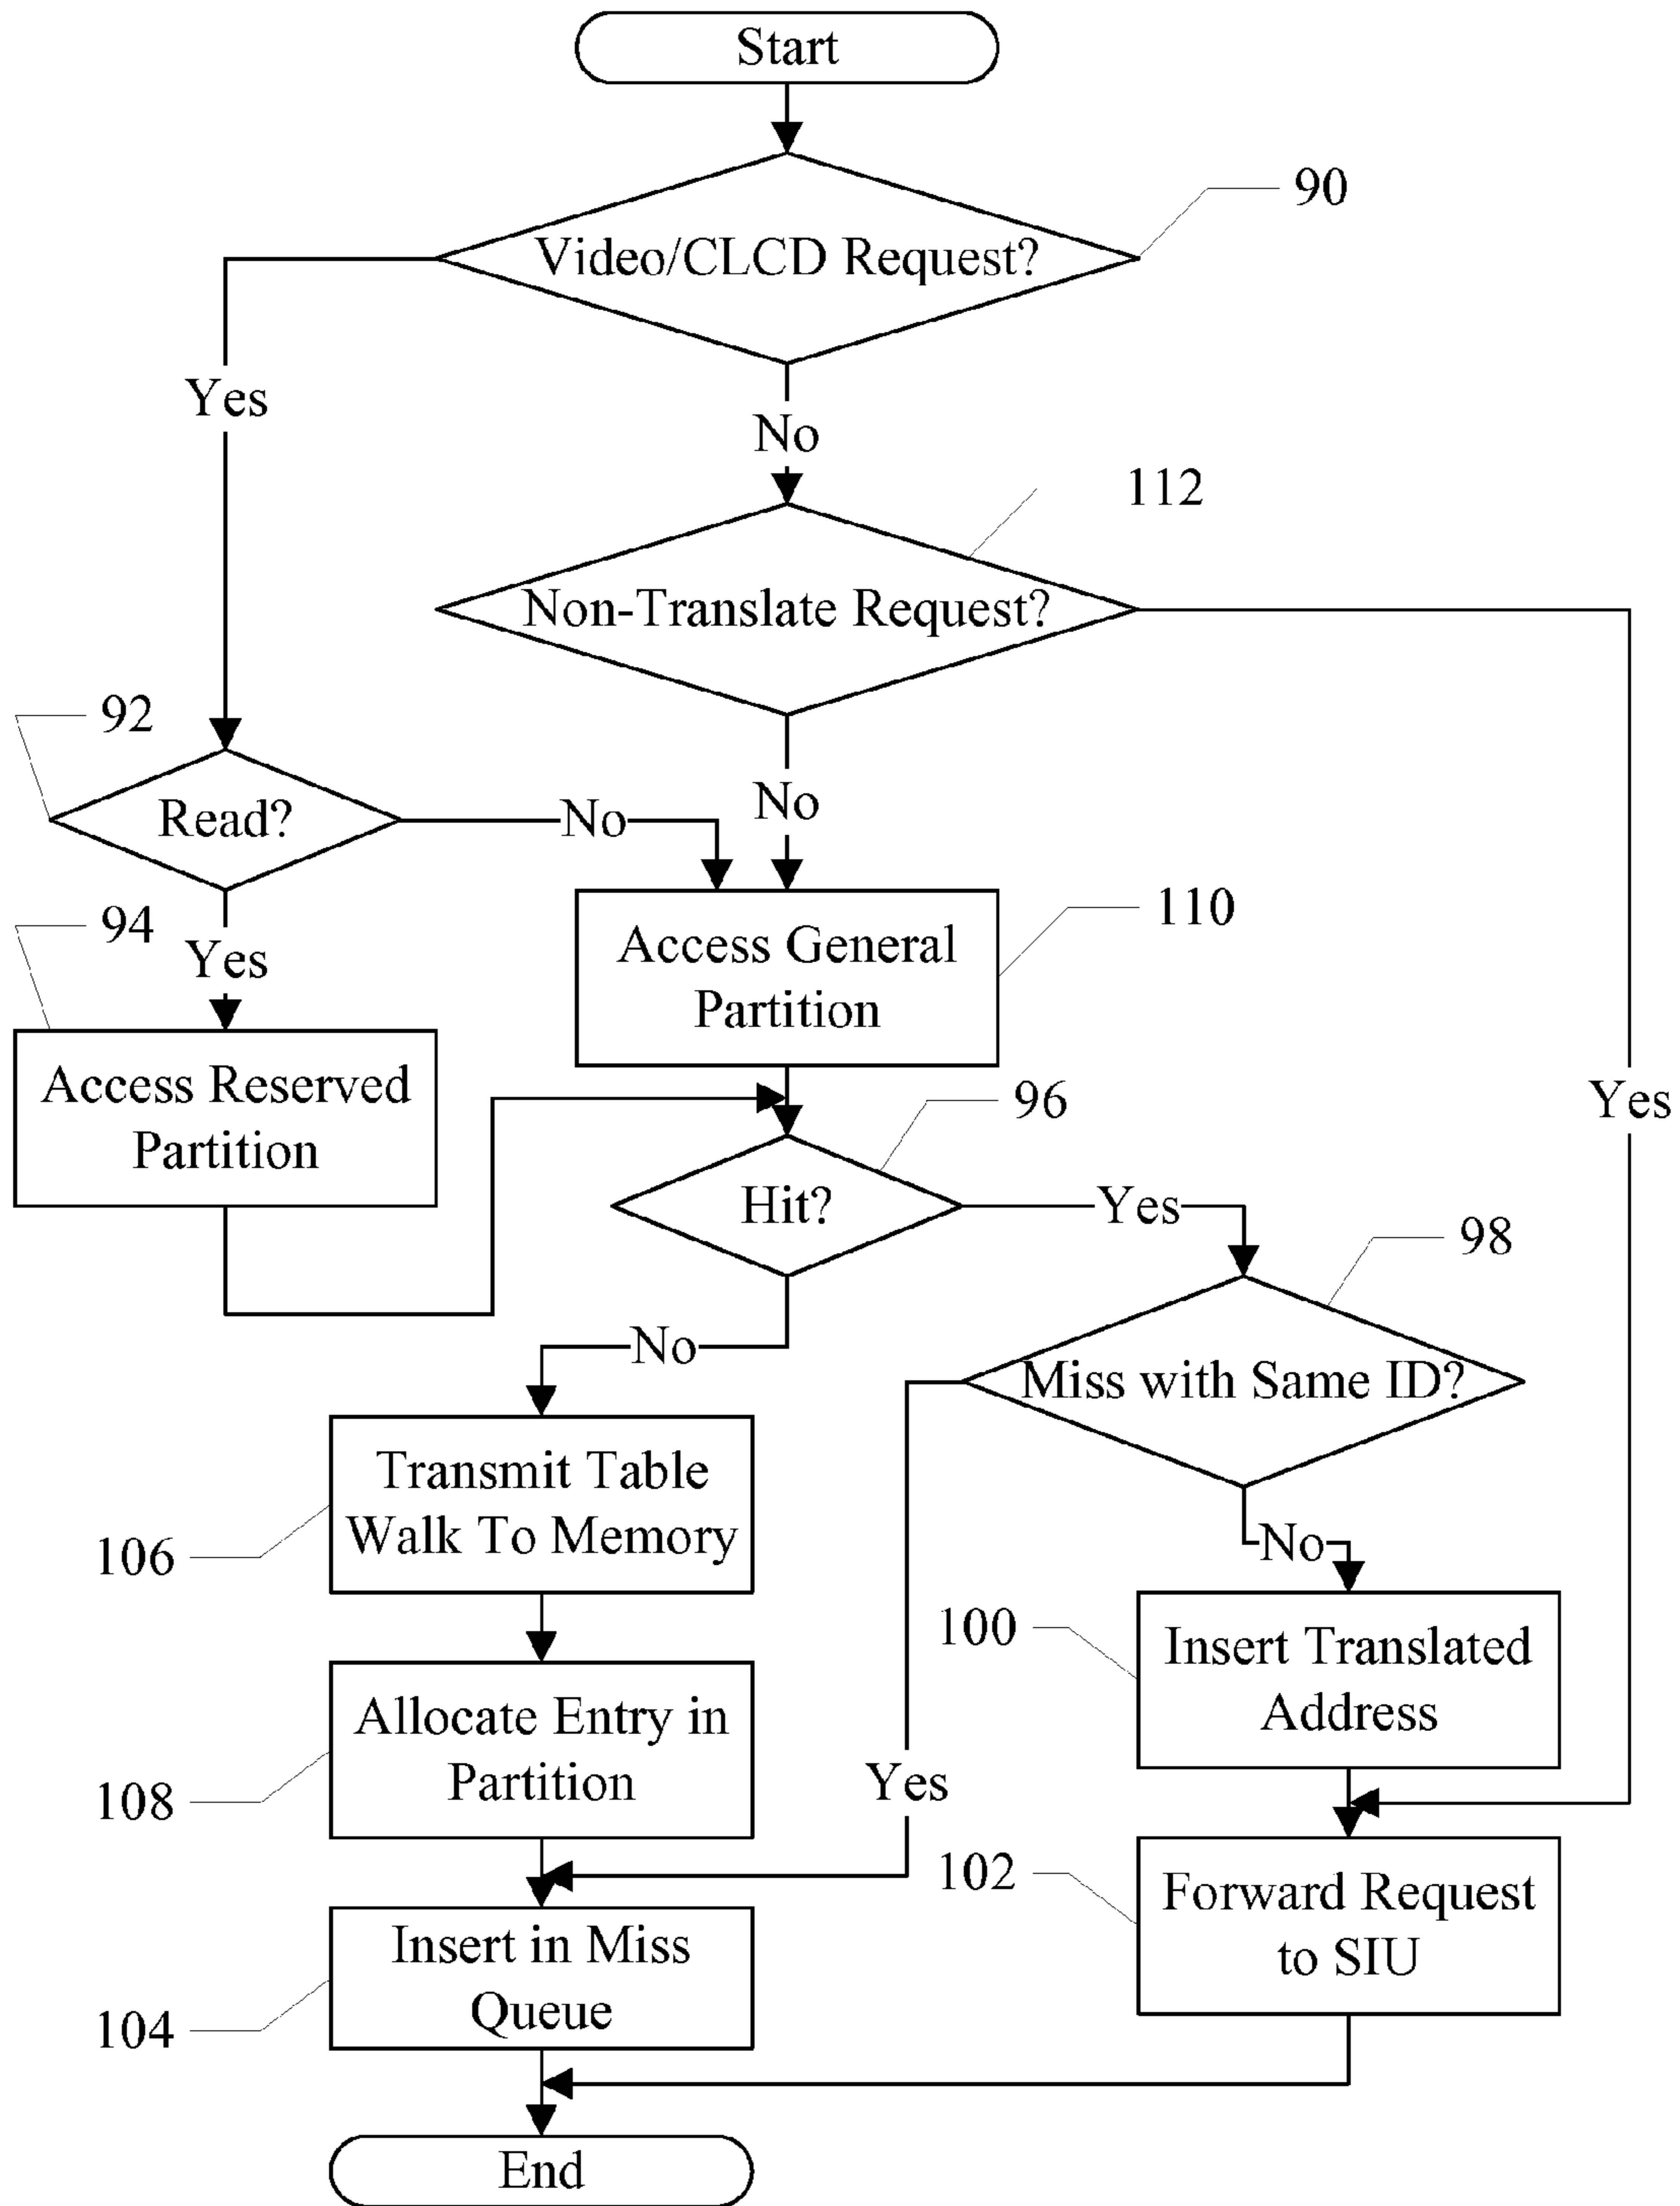 Start
Video/CLCD Request?
90
Yes
No
112
Non-Translate Request?
92
Read?
No
No
94
Yes
110
Access General
Partition
Access Reserved
Partition
96
Yes
Hit?
Yes
98
No
Miss with Same ID?
Transmit Table
Walk To Memory
106
No
100
Insert Translated
Address
Allocate Entry in
Partition
108
Yes
102
Forward Request
to SIU
Insert in Miss
Queue
104
End